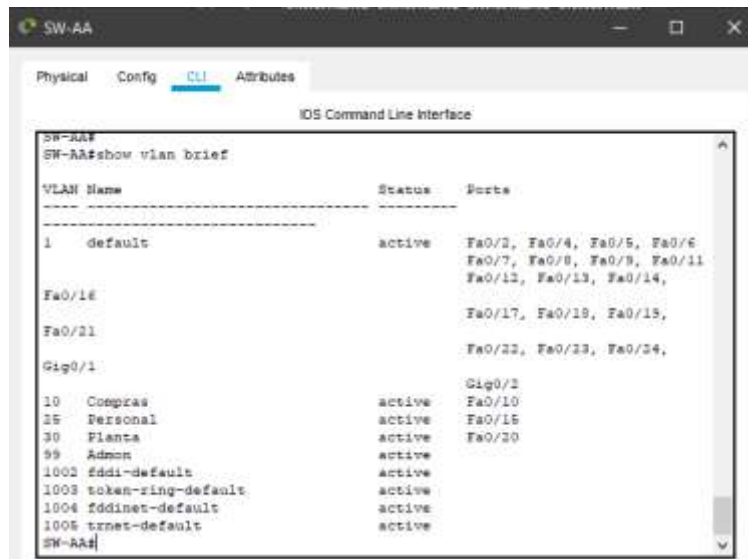 SW-AA
Physical Config CLI Attributes
IOS Command Line Interface
SW-AA#
SW-AA#show vlan brief
VLAN Name Status Ports
---- -------------------------------- --------- -------------------------------
1 default active Fa0/2, Fa0/4, Fa0/5, Fa0/6
Fa0/7, Fa0/8, Fa0/9, Fa0/11
Fa0/12, Fa0/13, Fa0/14,
Fa0/16
Fa0/17, Fa0/18, Fa0/19,
Fa0/21
Fa0/22, Fa0/23, Fa0/24,
Gig0/1
Gig0/2
10 Compras active Fa0/10
25 Personal active Fa0/15
30 Planta active Fa0/20
99 Admon active
1002 fddi-default active
1003 token-ring-default active
1004 fddinet-default active
1005 trnet-default active
SW-AA#